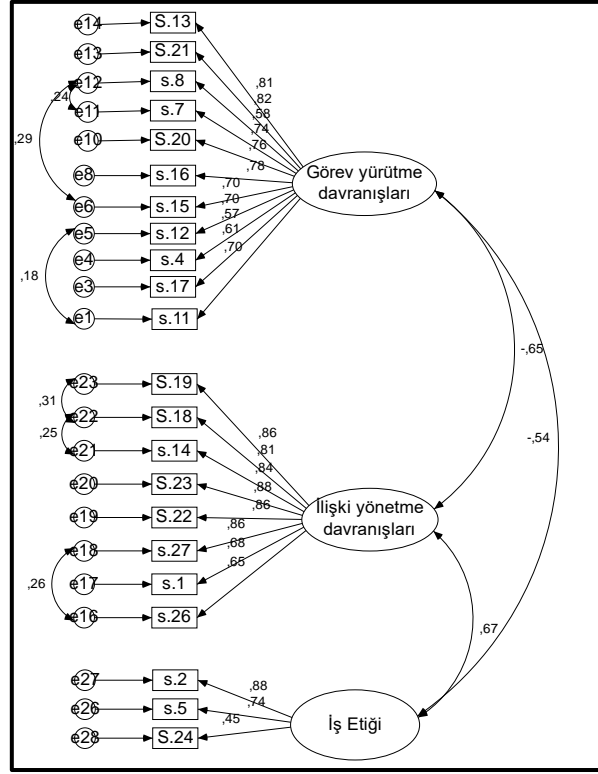 e14 S.13
e13 S.21
e12 s.8
,81
,82
,24
,58
e11 s.7
,74
,29
e10 S.20
,76
,78
e8 s.16
Görev yürütme
davranışları
,70
e6 s.15
,70
,57
e5 s.12
,61
e4 s.4
,70
,18
e3 s.17
e1 s.11
-,65
-,54
e23 S.19
,31
e22 S.18
,86
,25
,81
e21 s.14
,84
e20 S.23
,88
,86
e19 S.22
İlişki yönetme
davranışları
,86
e18 s.27
,68
,26
e17 s.1
,65
e16 s.26
,67
e27 s.2
,88
e26 s.5
,74
İş Etiği
,45
e28 S.24